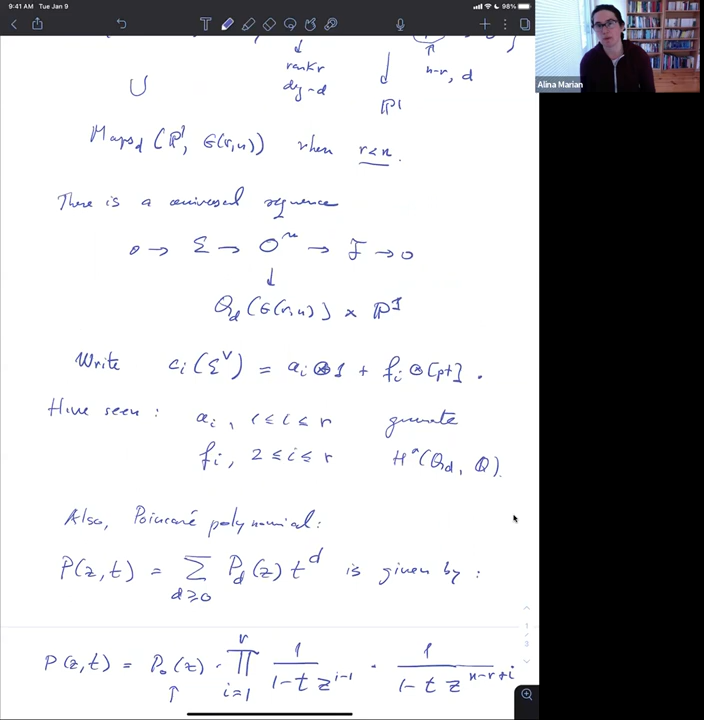 9:41 AM Tue Jan 9
98%
Alina Marian
rank r
deg -d
n-r, d
P¹
∪
Maps_d (P¹, G(r,n)) when r<n.
There is a universal sequence
0 → Σ → O^n → F → 0
↓
Q_d (G(r,n)) × P¹
Write c_i (Σ^∨) = a_i ⊗ 1 + f_i ⊗ [pt].
Have seen: a_i, 1 ≤ i ≤ r generate
f_i, 2 ≤ i ≤ r H*(Q_d, Q).
Also, Poincaré polynomial:
P(z,t) = Σ_{d≥0} P_d(z) t^d is given by:
P(z,t) = P_0(z) · ∏_{i=1}^{r} 1/(1-t z^{i-1}) · 1/(1-t z^{n-r+i})
↑